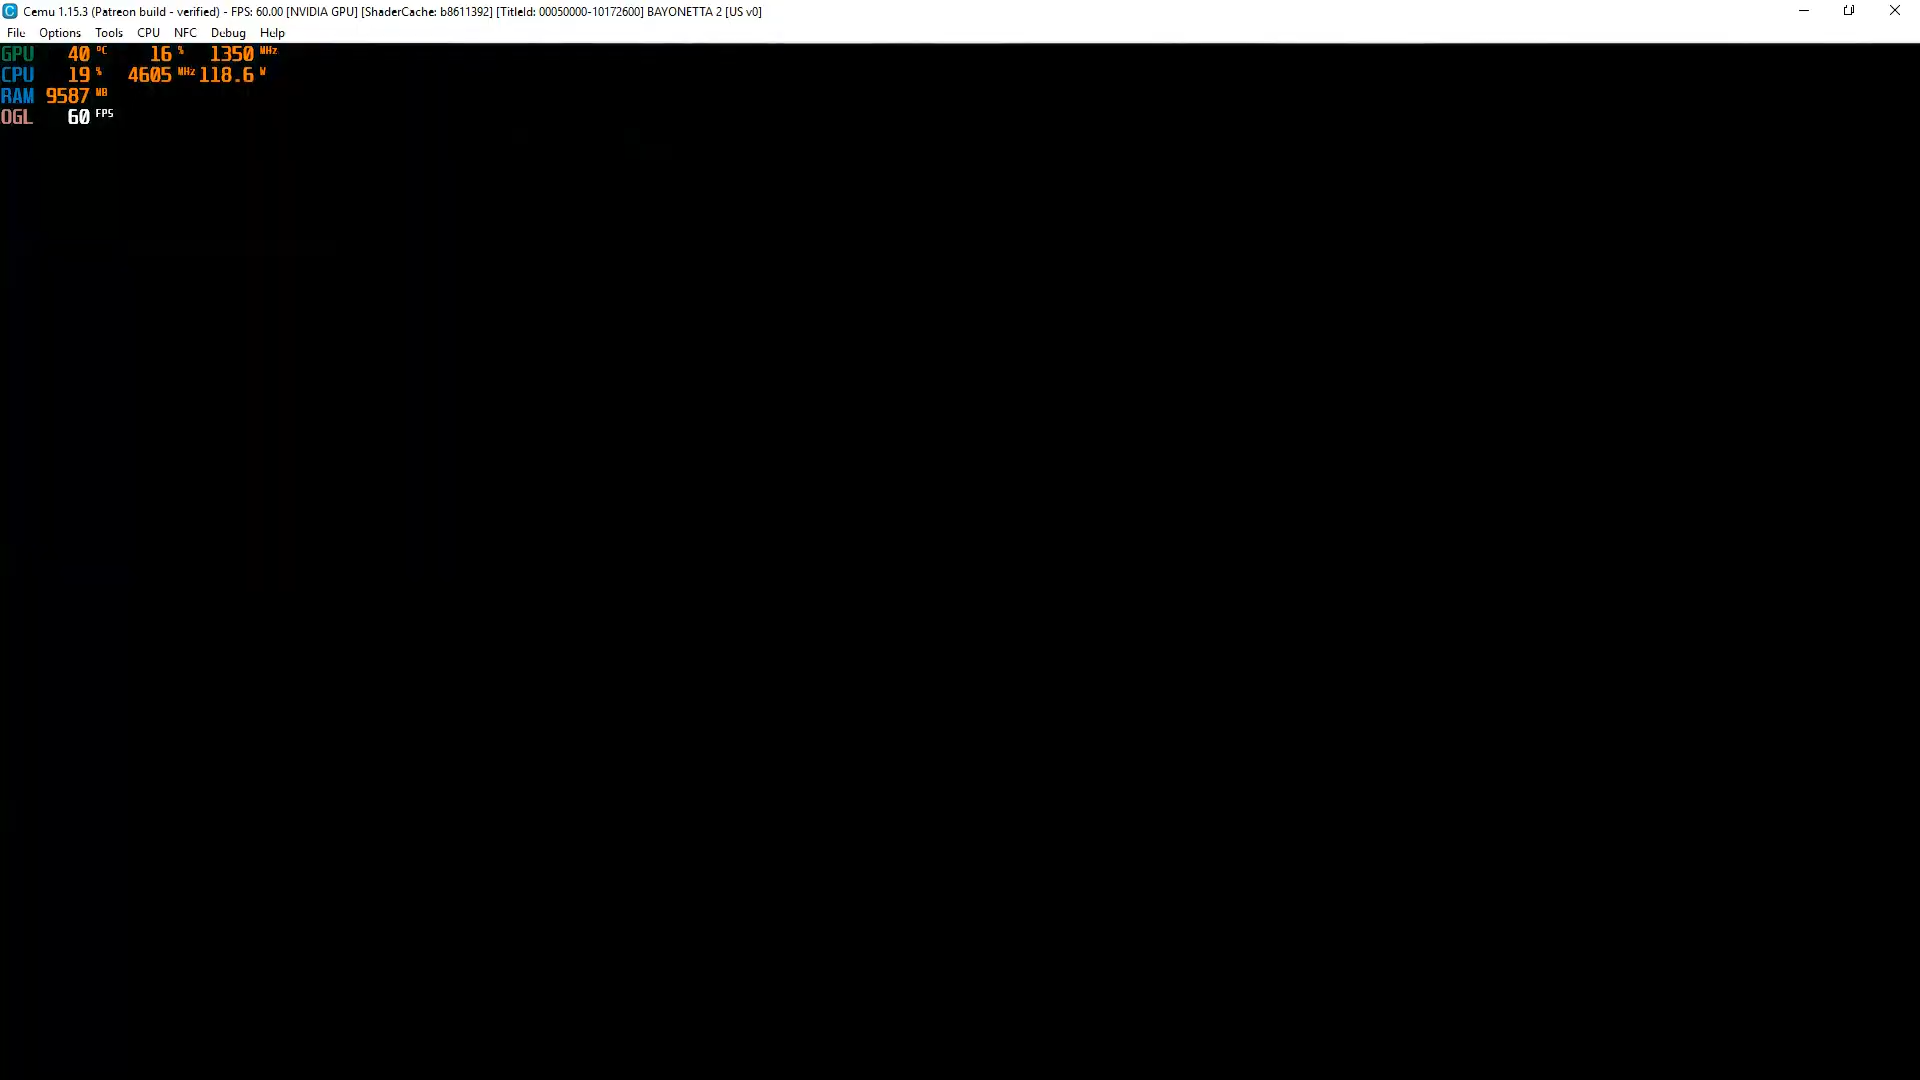 Cemu 1.15.3 (Patreon build - verified) - FPS: 60.00 [NVIDIA GPU] [ShaderCache: b8611392] [TitleId: 00050000-10172600] BAYONETTA 2 [US v0]
File Options Tools CPU NFC Debug Help
GPU 40 °C 16 % 1350 MHz
CPU 19 % 4605 MHz 118.6 W
RAM 9587 MB
OGL 60 FPS